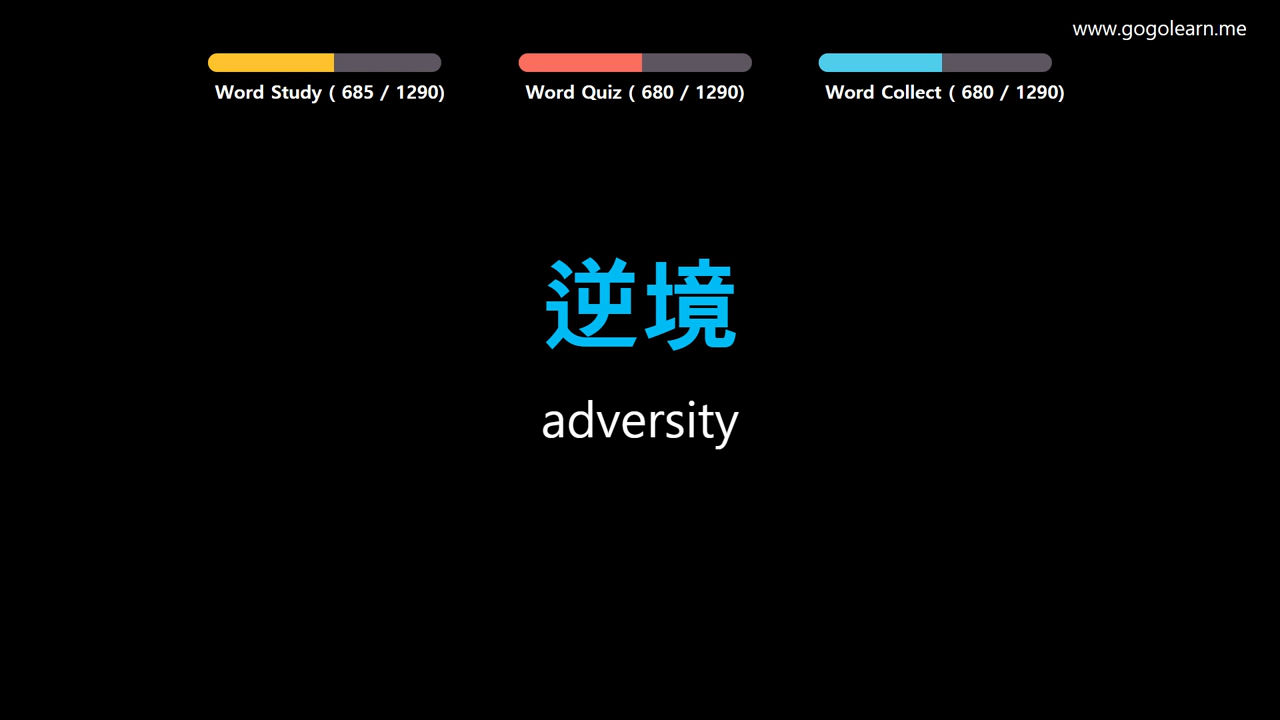 www.gogolearn.me
Word Study ( 685 / 1290)
Word Quiz ( 680 / 1290)
Word Collect ( 680 / 1290)
逆境
adversity